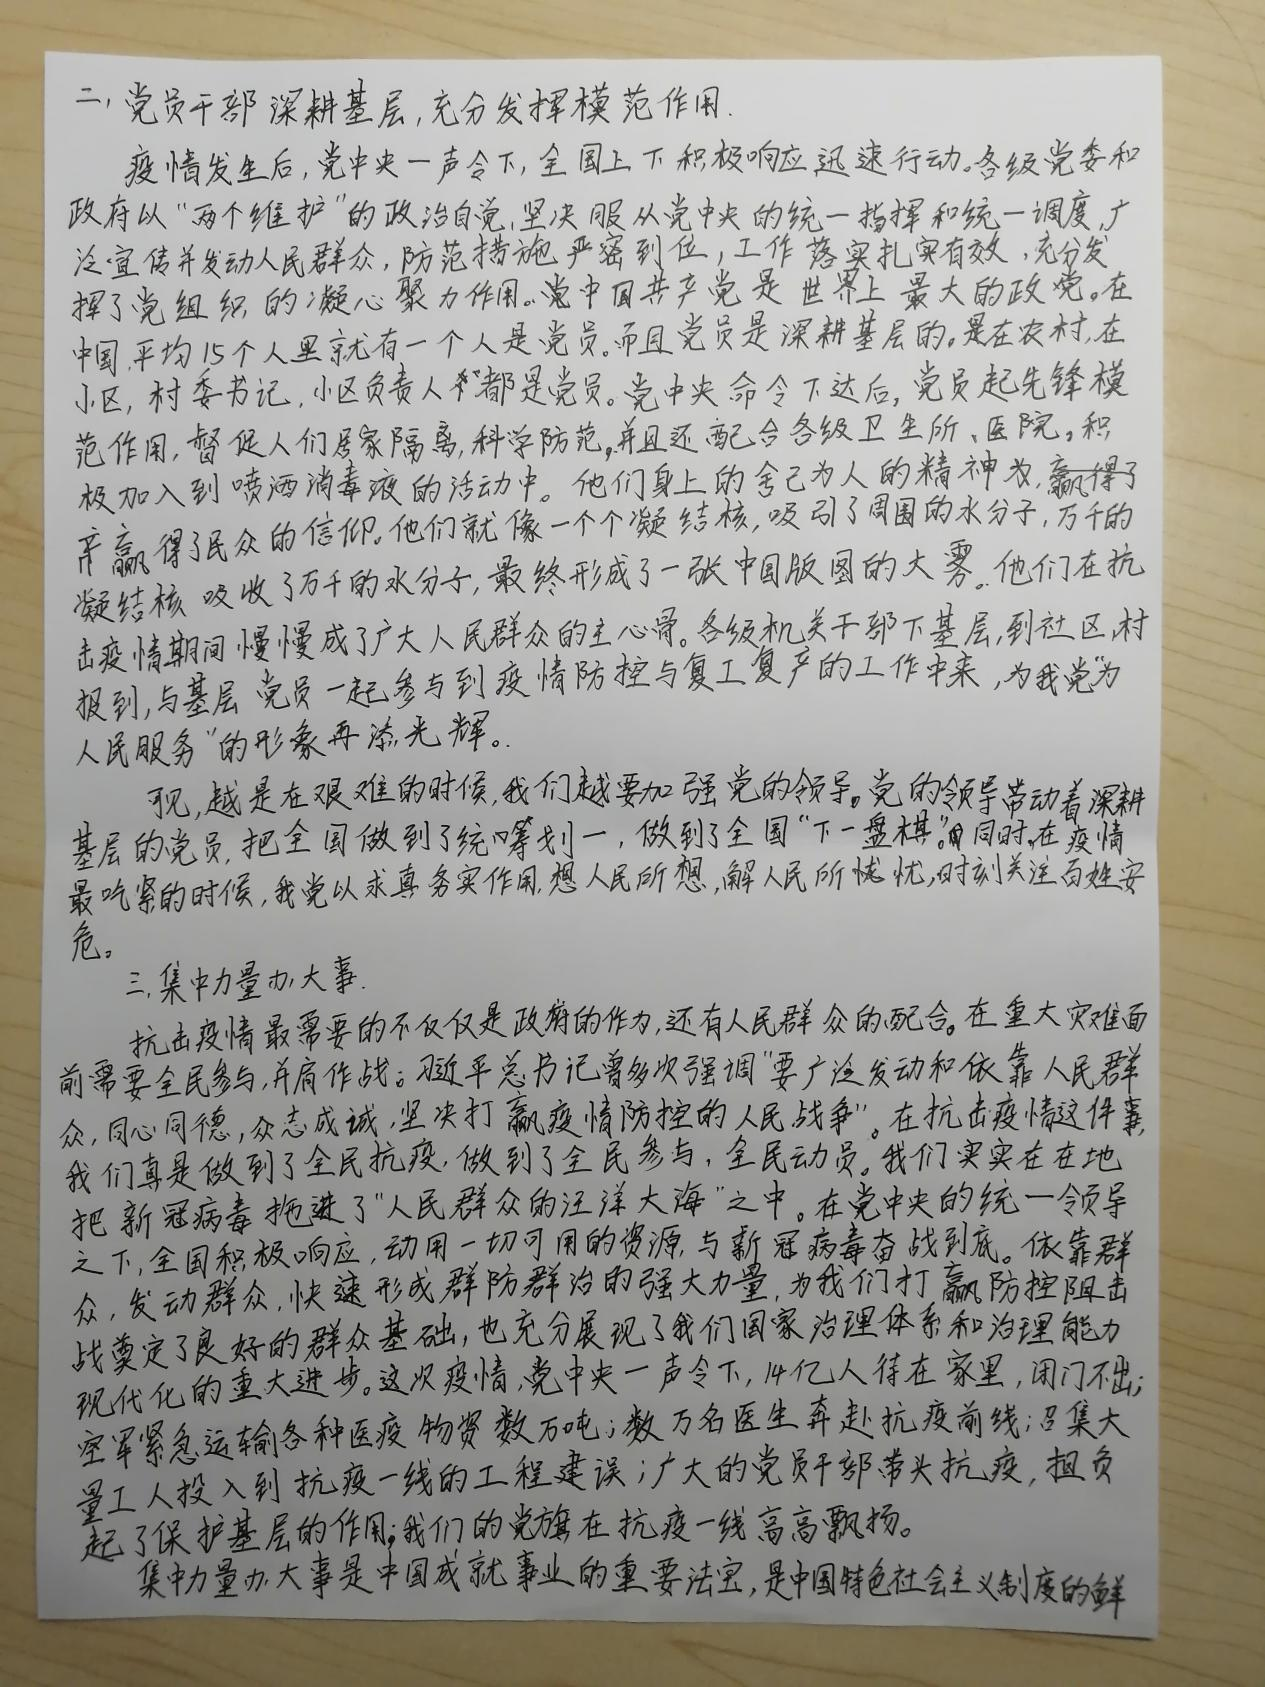 二，党员干部深耕基层，充分发挥模范作用.
疫情发生后，党中央一声令下，全国上下积极响应，迅速行动。各级党委和
政府以“两个维护”的政治自觉，坚决服从党中央的统一指挥和统一调度，广
泛宣传并发动人民群众，防范措施严密到位，工作落实扎实有效，充分发
挥了党组织的凝心聚力作用。党中国共产党是世界上最大的政党。在
中国，平均15个人里就有一个人是党员。而且党员是深耕基层的。是在农村，在
小区，村委书记，小区负责人都是党员。党中央命令下达后，党员起先锋模
范作用，督促人们居家隔离，科学防范，并且还配合各级卫生所、医院。积
极加入到喷洒消毒液的活动中。他们身上的舍己为人的精神为，赢得了
赢得了民众的信仰。他们就像一个个凝结核，吸引了周围的水分子，万千的
凝结核吸收了万千的水分子，最终形成了一张中国版图的大雾。他们在抗
击疫情期间慢慢成了广大人民群众的主心骨。各级机关干部下基层，到社区，村
报到，与基层党员一起参与到疫情防控与复工复产的工作中来，为我党“为
人民服务”的形象再添光辉。
可见，越是在艰难的时候，我们越要加强党的领导。党的领导带动着深耕
基层的党员，把全国做到了统筹划一，做到了全国“下一盘棋”。同时，在疫情
最吃紧的时候，我党以求真务实作用，想人民所想，解人民所忧忧，时刻关注百姓安
危。
三，集中力量办大事.
抗击疫情最需要的不仅仅是政府的作为，还有人民群众的配合。在重大灾难面
前需要全民参与，并肩作战。习近平总书记曾多次强调“要广泛发动和依靠人民群
众，同心同德，众志成诚，坚决打赢疫情防控的人民战争”。在抗击疫情这件事，
我们真是做到了全民抗疫，做到了全民参与，全民动员。我们实实在在地
把新冠病毒拖进了“人民群众的汪洋大海”之中。在党中央的统一领导
之下，全国积极响应，动用一切可用的资源，与新冠病毒奋战到底。依靠群
众，发动群众，快速形成群防群治的强大力量，为我们打赢防控阻击
战奠定了良好的群众基础，也充分展现了我们国家治理体系和治理能力
现代化的重大进步。这次疫情，党中央一声令下，14亿人待在家里，闭门不出；
空军紧急运输各种医疫物资数万吨；数万名医生奔赴抗疫前线；召集大
量工人投入到抗疫一线的工程建误；广大的党员干部带头抗疫，担负
起了保护基层的作用；我们的党旗在抗疫一线高高飘扬。
集中力量办大事是中国成就事业的重要法宝，是中国特色社会主义制度的鲜